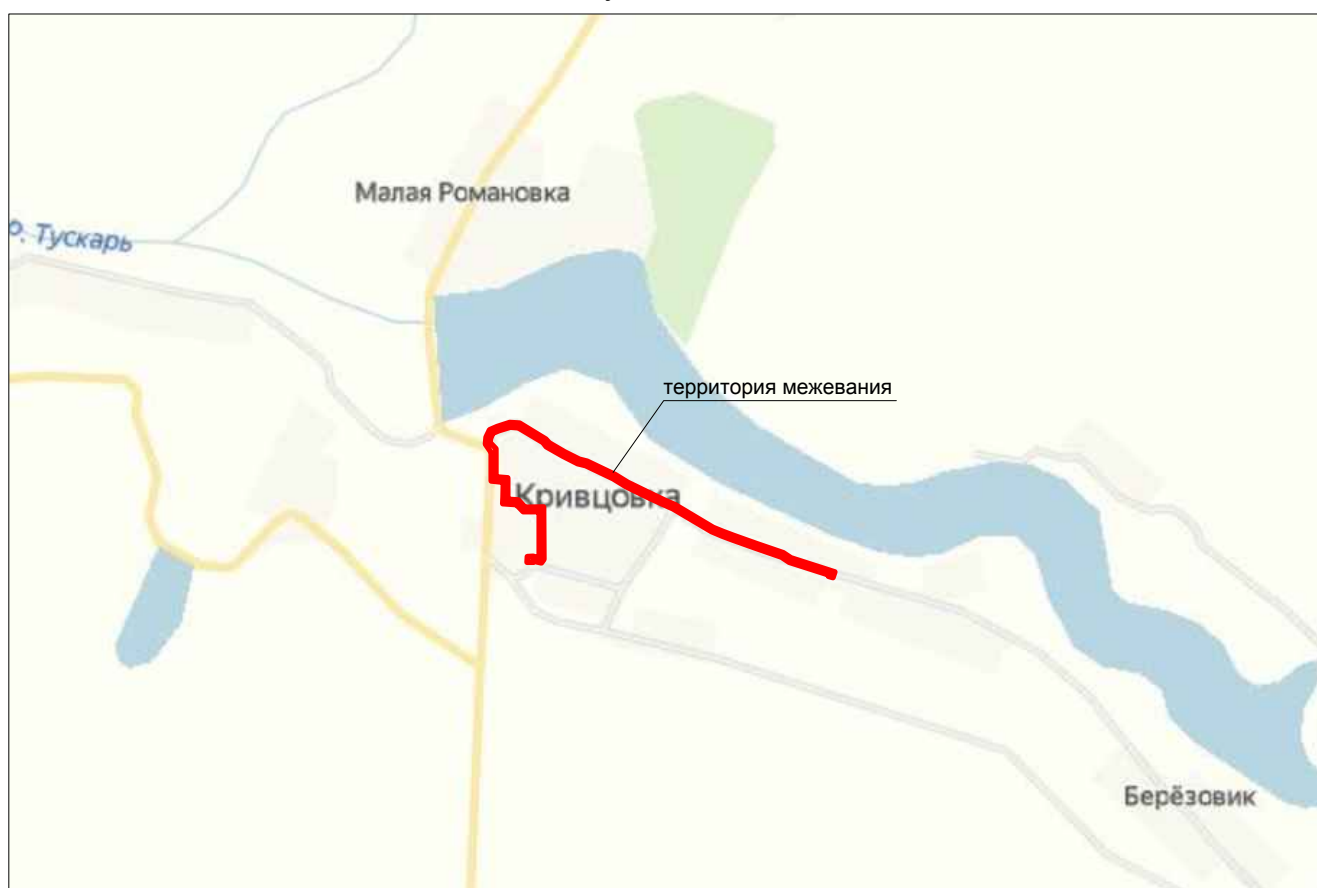 Малая Романовка
р. Тускарь
территория межевания
Кривцовка
Берёзовик